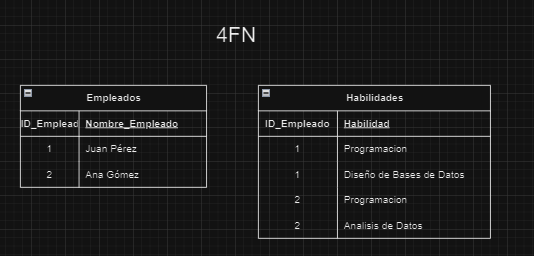 4FN
Empleados
ID_Emplead Nombre_Empleado
1 Juan Pérez
2 Ana Gómez
Habilidades
ID_Empleado Habilidad
1 Programacion
1 Diseño de Bases de Datos
2 Programacion
2 Analisis de Datos